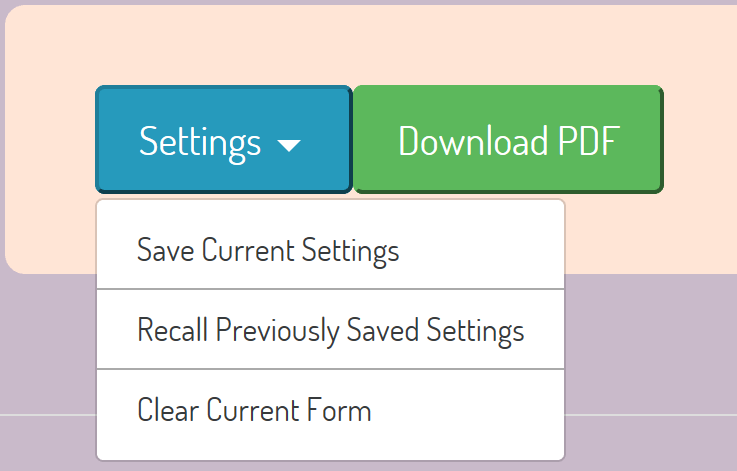 Settings
Download PDF
Save Current Settings
Recall Previously Saved Settings
Clear Current Form